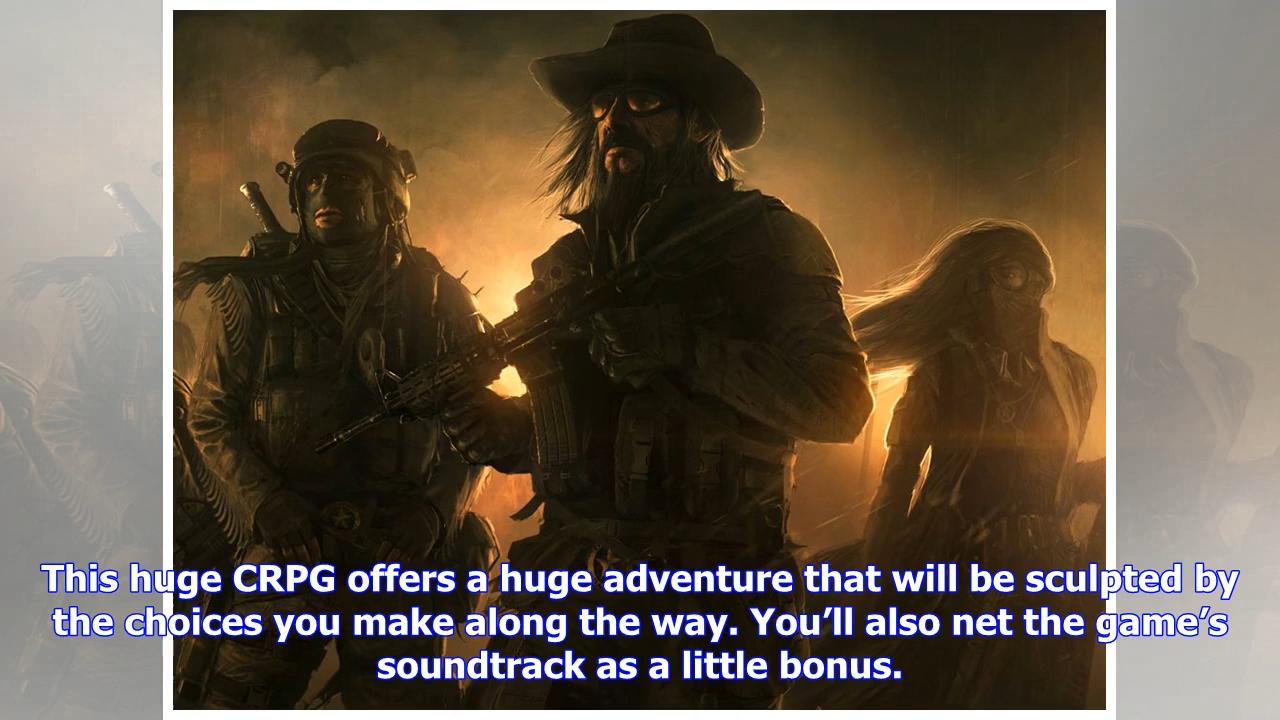 This huge CRPG offers a huge adventure that will be sculpted by
the choices you make along the way. You’ll also net the game’s
soundtrack as a little bonus.